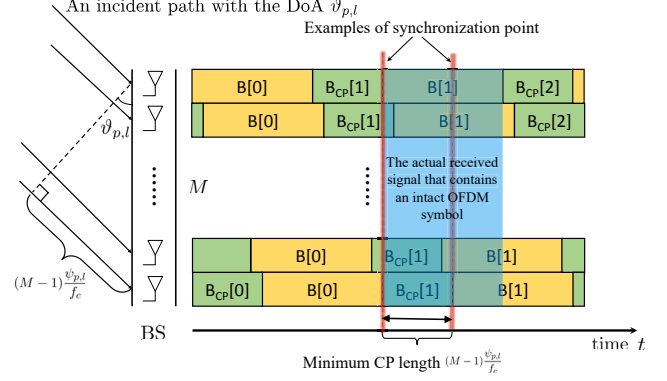 An incident path with the DoA ϑ_{p,l}
Examples of synchronization point
B[0] B_CP[1] B[1] B_CP[2]
B[0] B_CP[1] B[1] B_CP[2]
ϑ_{p,l}
The actual received
signal that contains
an intact OFDM
symbol
M
B[0] B_CP[1] B[1]
B_CP[0] B[0] B_CP[1] B[1]
(M − 1) ψ_{p,l}/f_c
BS
time t
Minimum CP length (M − 1) ψ_{p,l}/f_c